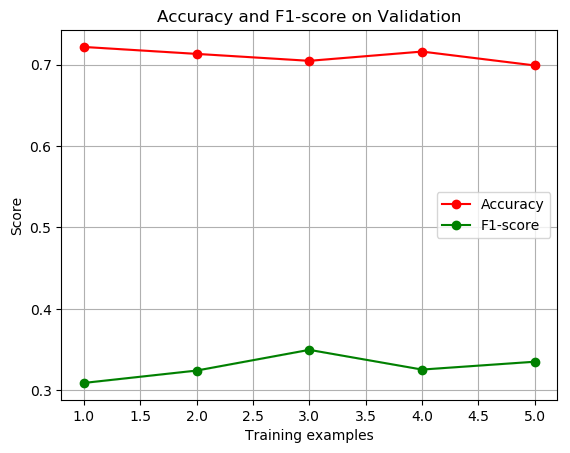 Accuracy and F1-score on Validation
Score
0.7
0.6
0.5
0.4
0.3
Accuracy
F1-score
1.0 1.5 2.0 2.5 3.0 3.5 4.0 4.5 5.0
Training examples